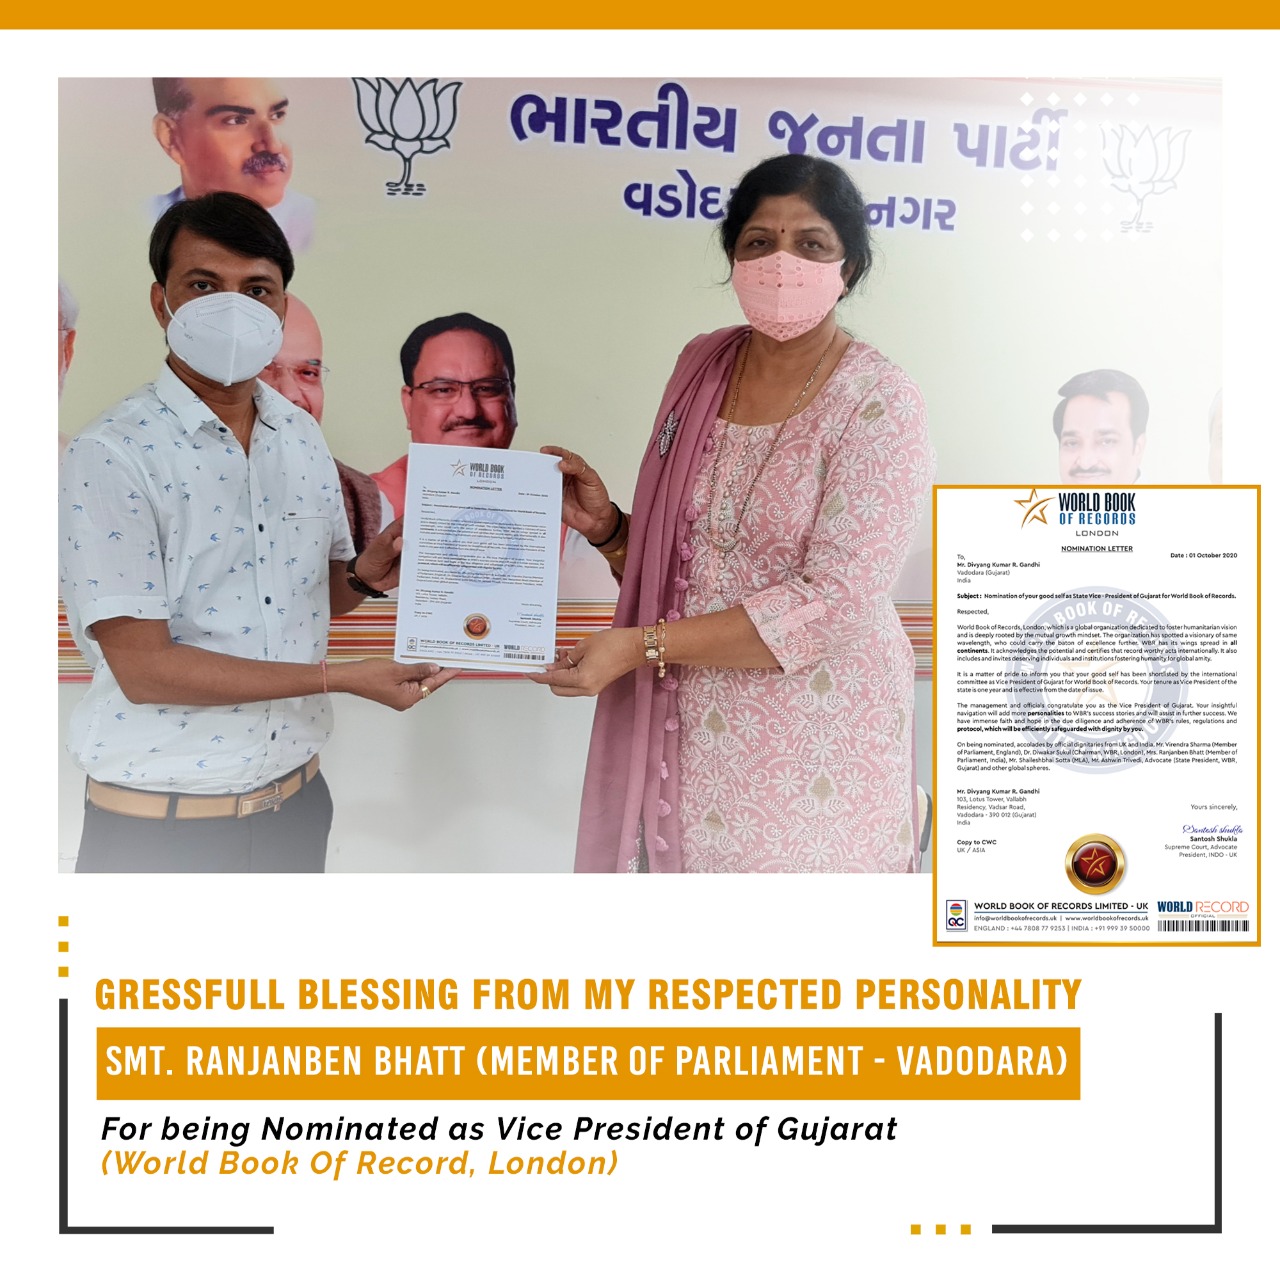 ભારતીય જનતા પાર્ટી
નગર
WORLD BOOK
OF RECORDS
LONDON
NOMINATION LETTER
WORLD BOOK
OF RECORDS
LONDON
NOMINATION LETTER
Date : 01 October 2020
To,
Mr. Divyang Kumar R. Gandhi
Vadodara (Gujarat)
India
Subject : Nomination of your good self as State Vice - President of Gujarat for World Book of Records.
Respected,
World Book of Records, London, which is a global organization dedicated to foster humanitarian vision
and is deeply rooted by the mutual growth mindset. The organization has spotted a visionary of same
wavelength, who could carry the baton of excellence further. WBR has its wings spread in all
continents. It acknowledges the potential and certifies that record worthy acts internationally. It also
includes and invites deserving individuals and institutions fostering humanity for global amity.
It is a matter of pride to inform you that your good self has been shortlisted by the international
committee as Vice President of Gujarat for World Book of Records. Your tenure as Vice President of the
state is one year and is effective from the date of issue.
The management and officials congratulate you as the Vice President of Gujarat. Your insightful
navigation will add more personalities to WBR's success stories and will assist in further success. We
have immense faith and hope in the due diligence and adherence of WBR's rules, regulations and
protocol, which will be efficiently safeguarded with dignity by you.
On being nominated, accolades by official dignitaries from UK and India. Mr. Virendra Sharma (Member
of Parliament, England), Dr. Diwakar Sukul (Chairman, WBR, London), Mrs. Ranjanben Bhatt (Member of
Parliament, India), Mr. Shaileshbhai Sotta (MLA), Mr. Ashwin Trivedi, Advocate (State President, WBR,
Gujarat) and other global spheres.
Mr. Divyang Kumar R. Gandhi
103, Lotus Tower, Vallabh
Residency, Vadsar Road,
Vadodara - 390 012 (Gujarat)
India
Yours sincerely,
Santosh Shukla
Santosh Shukla
Supreme Court, Advocate
President, INDO - UK
Copy to CWC
UK / ASIA
QC
WORLD BOOK OF RECORDS LIMITED - UK
info@worldbookofrecords.uk | www.worldbookofrecords.uk
ENGLAND : +44 7808 77 9253 | INDIA : +91 999 39 50000
WORLD RECORD
OFFICIAL
GRESSFULL BLESSING FROM MY RESPECTED PERSONALITY
SMT. RANJANBEN BHATT (MEMBER OF PARLIAMENT - VADODARA)
For being Nominated as Vice President of Gujarat
(World Book Of Record, London)